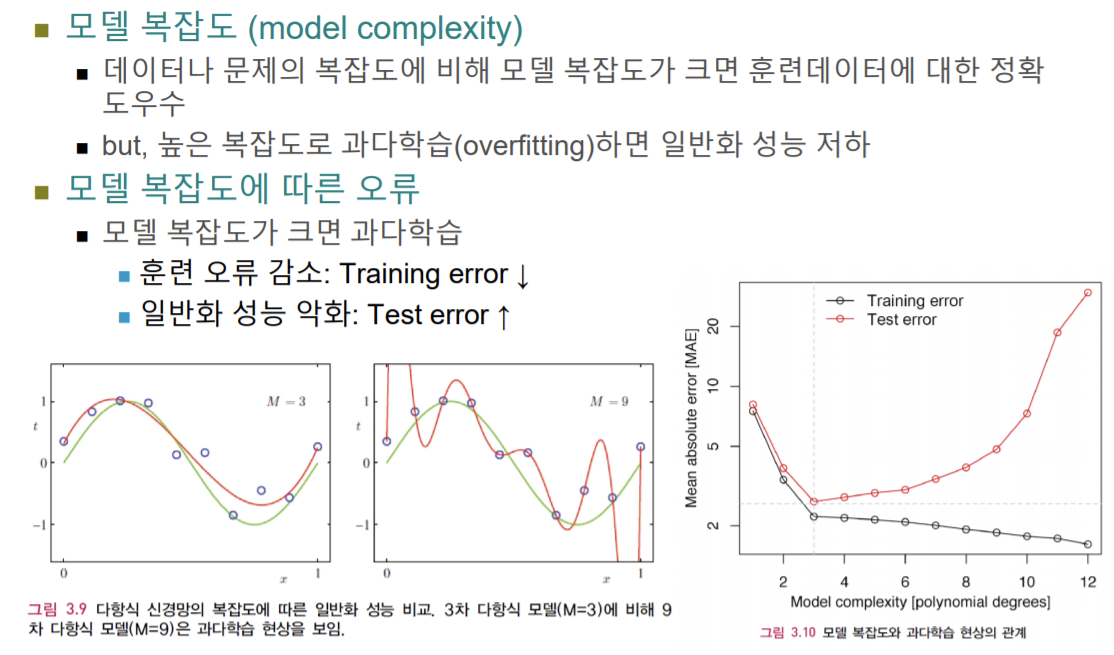 모델 복잡도 (model complexity)
데이터나 문제의 복잡도에 비해 모델 복잡도가 크면 훈련데이터에 대한 정확
도우수
but, 높은 복잡도로 과다학습(overfitting)하면 일반화 성능 저하
모델 복잡도에 따른 오류
모델 복잡도가 크면 과다학습
훈련 오류 감소: Training error ↓
일반화 성능 악화: Test error ↑
M = 3
t
1
0
−1
0
x
1
M = 9
t
1
0
−1
0
x
1
그림 3.9 다항식 신경망의 복잡도에 따른 일반화 성능 비교. 3차 다항식 모델(M=3)에 비해 9
차 다항식 모델(M=9)은 과다학습 현상을 보임.
Training error
Test error
Mean absolute error [MAE]
20
10
5
2
2 4 6 8 10 12
Model complexity [polynomial degrees]
그림 3.10 모델 복잡도와 과다학습 현상의 관계